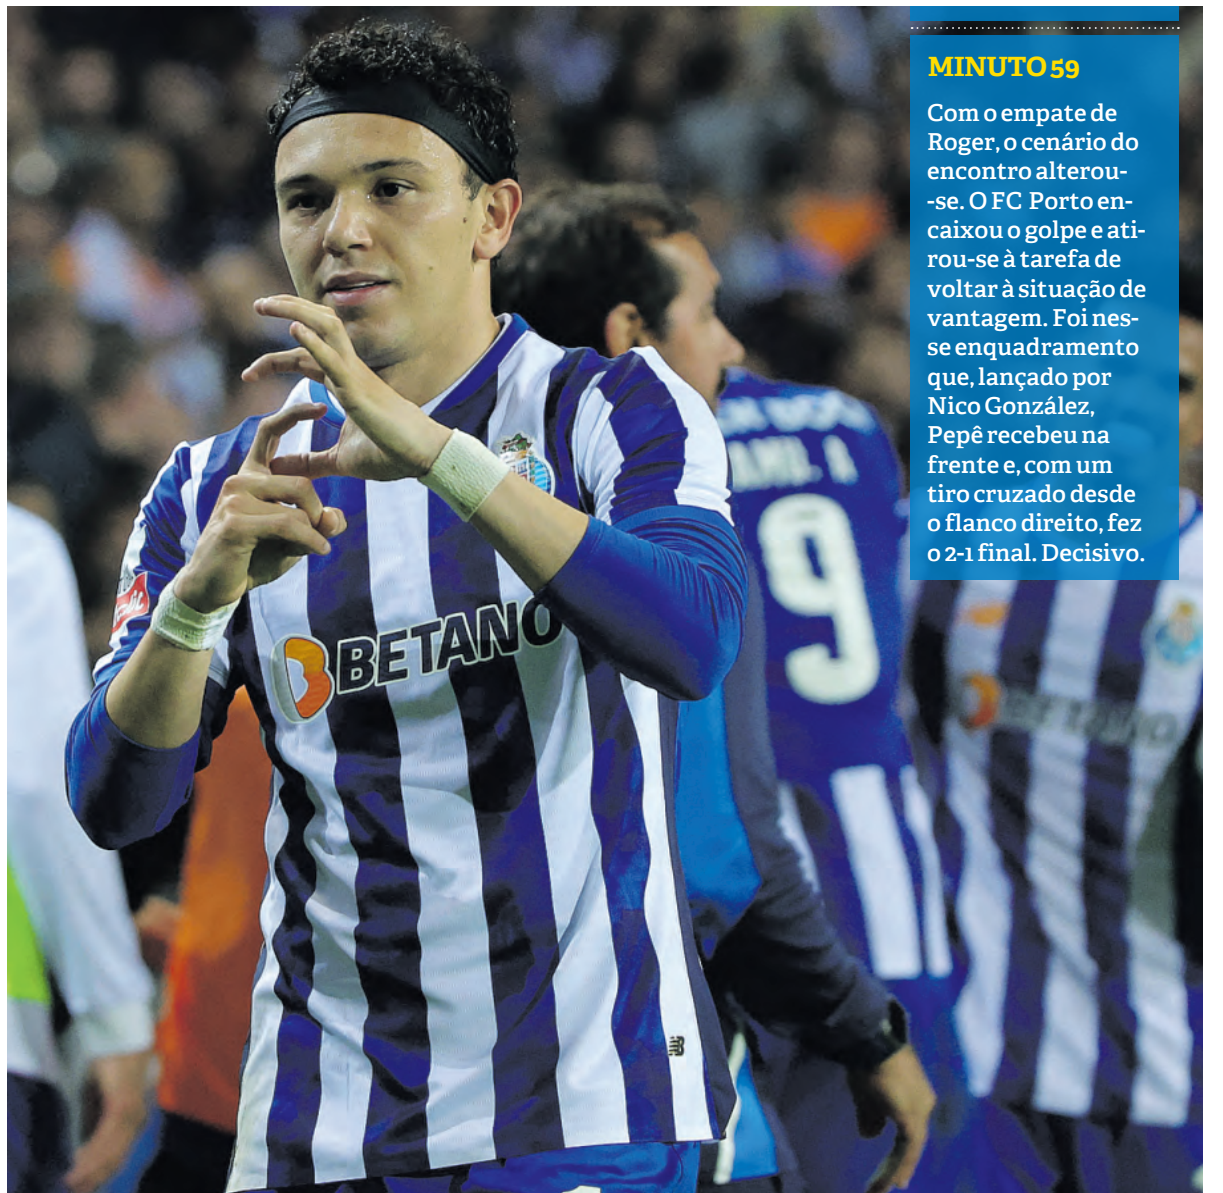 MINUTO 59
Com o empate de
Roger, o cenário do
encontro alterou-
-se. O FC Porto en-
caixou o golpe e ati-
rou-se à tarefa de
voltar à situação de
vantagem. Foi nes-
se enquadramento
que, lançado por
Nico González,
Pepê recebeu na
frente e, com um
tiro cruzado desde
o flanco direito, fez
o 2-1 final. Decisivo.
BETANO
9
BETANO